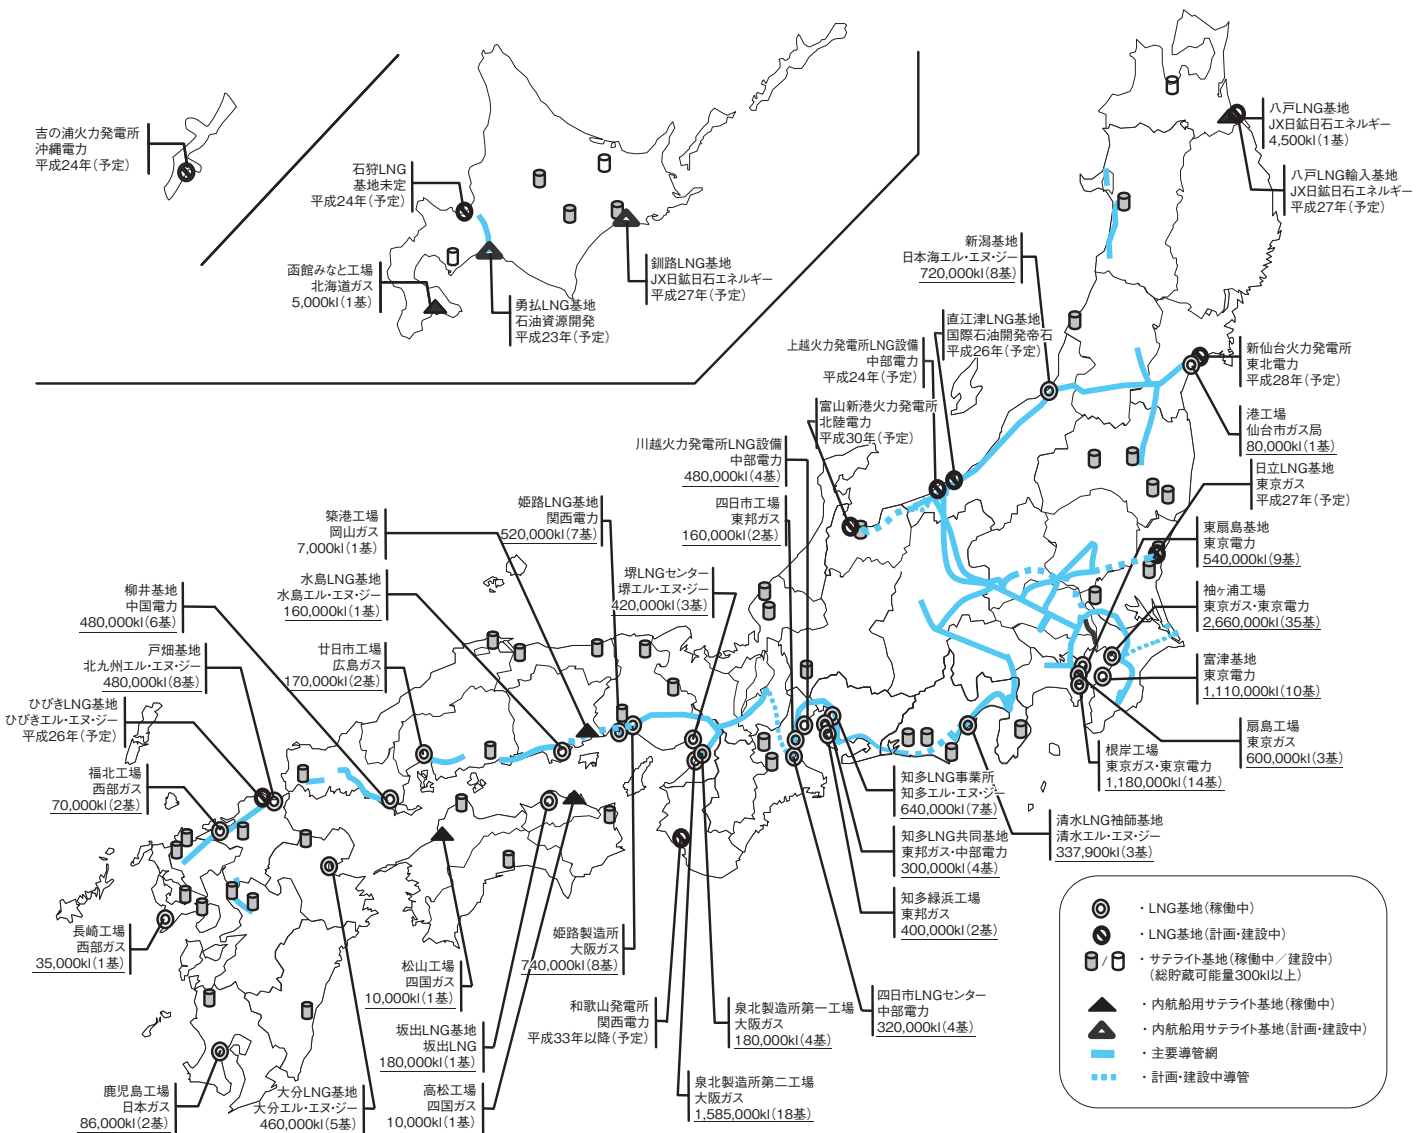 吉の浦火力発電所
沖縄電力
平成24年(予定)
石狩LNG
基地未定
平成24年(予定)
函館みなと工場
北海道ガス
5,000kl(1基)
勇払LNG基地
石油資源開発
平成23年(予定)
釧路LNG基地
JX日鉱日石エネルギー
平成27年(予定)
八戸LNG基地
JX日鉱日石エネルギー
4,500kl(1基)
八戸LNG輸入基地
JX日鉱日石エネルギー
平成27年(予定)
新潟基地
日本海エル・エヌ・ジー
720,000kl(8基)
直江津LNG基地
国際石油開発帝石
平成26年(予定)
上越火力発電所LNG設備
中部電力
平成24年(予定)
富山新港火力発電所
北陸電力
平成30年(予定)
新仙台火力発電所
東北電力
平成28年(予定)
港工場
仙台市ガス局
80,000kl(1基)
日立LNG基地
東京ガス
平成27年(予定)
東扇島基地
東京電力
540,000kl(9基)
袖ヶ浦工場
東京ガス・東京電力
2,660,000kl(35基)
富津基地
東京電力
1,110,000kl(10基)
扇島工場
東京ガス
600,000kl(3基)
根岸工場
東京ガス・東京電力
1,180,000kl(14基)
清水LNG袖師基地
清水エル・エヌ・ジー
337,900kl(3基)
川越火力発電所LNG設備
中部電力
480,000kl(4基)
四日市工場
東邦ガス
160,000kl(2基)
姫路LNG基地
関西電力
520,000kl(7基)
築港工場
岡山ガス
7,000kl(1基)
水島LNG基地
水島エル・エヌ・ジー
160,000kl(1基)
堺LNGセンター
堺エル・エヌ・ジー
420,000kl(3基)
柳井基地
中国電力
480,000kl(6基)
廿日市工場
広島ガス
170,000kl(2基)
戸畑基地
北九州エル・エヌ・ジー
480,000kl(8基)
ひびきLNG基地
ひびきエル・エヌ・ジー
平成26年(予定)
福北工場
西部ガス
70,000kl(2基)
長崎工場
西部ガス
35,000kl(1基)
鹿児島工場
日本ガス
86,000kl(2基)
大分LNG基地
大分エル・エヌ・ジー
460,000kl(5基)
松山工場
四国ガス
10,000kl(1基)
坂出LNG基地
坂出LNG
180,000kl(1基)
高松工場
四国ガス
10,000kl(1基)
姫路製造所
大阪ガス
740,000kl(8基)
和歌山発電所
関西電力
平成33年以降(予定)
泉北製造所第一工場
大阪ガス
180,000kl(4基)
泉北製造所第二工場
大阪ガス
1,585,000kl(18基)
四日市LNGセンター
中部電力
320,000kl(4基)
知多LNG事業所
知多エル・エヌ・ジー
640,000kl(7基)
知多LNG共同基地
東邦ガス・中部電力
300,000kl(4基)
知多緑浜工場
東邦ガス
400,000kl(2基)
・LNG基地(稼働中)
・LNG基地(計画・建設中)
/ ・サテライト基地(稼働中／建設中)
(総貯蔵可能量300kl以上)
・内航船用サテライト基地(稼働中)
・内航船用サテライト基地(計画・建設中)
・主要導管網
・計画・建設中導管